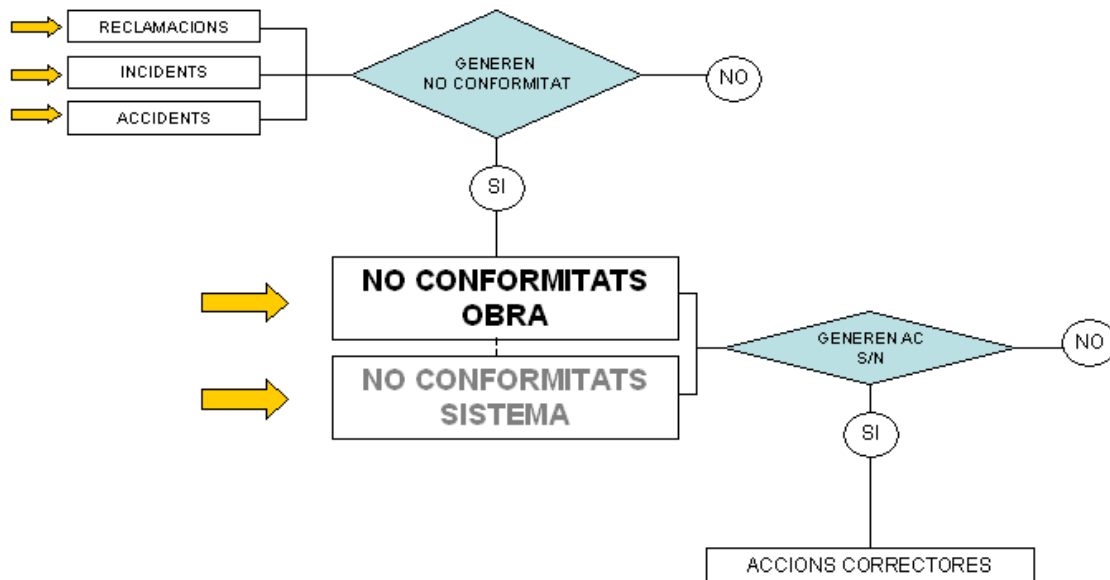 RECLAMACIONS
INCIDENTS
ACCIDENTS
GENEREN
NO CONFORMITAT
NO
SI
NO CONFORMITATS
OBRA
NO CONFORMITATS
SISTEMA
GENEREN AC
S/N
NO
SI
ACCIONS CORRECTORES